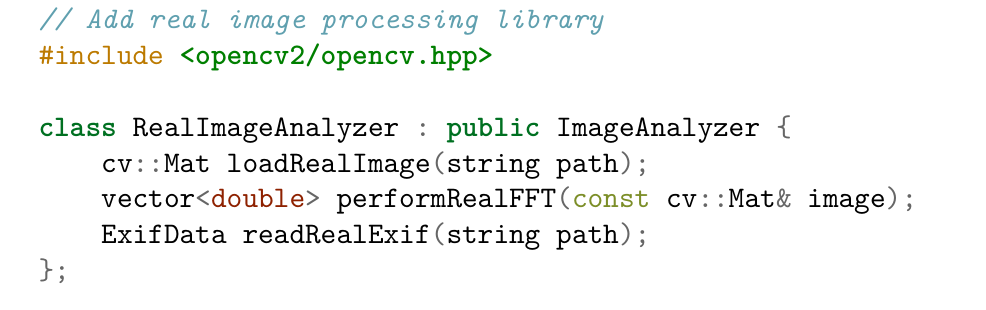 // Add real image processing library
#include <opencv2/opencv.hpp>
class RealImageAnalyzer : public ImageAnalyzer {
    cv::Mat loadRealImage(string path);
    vector<double> performRealFFT(const cv::Mat& image);
    ExifData readRealExif(string path);
};